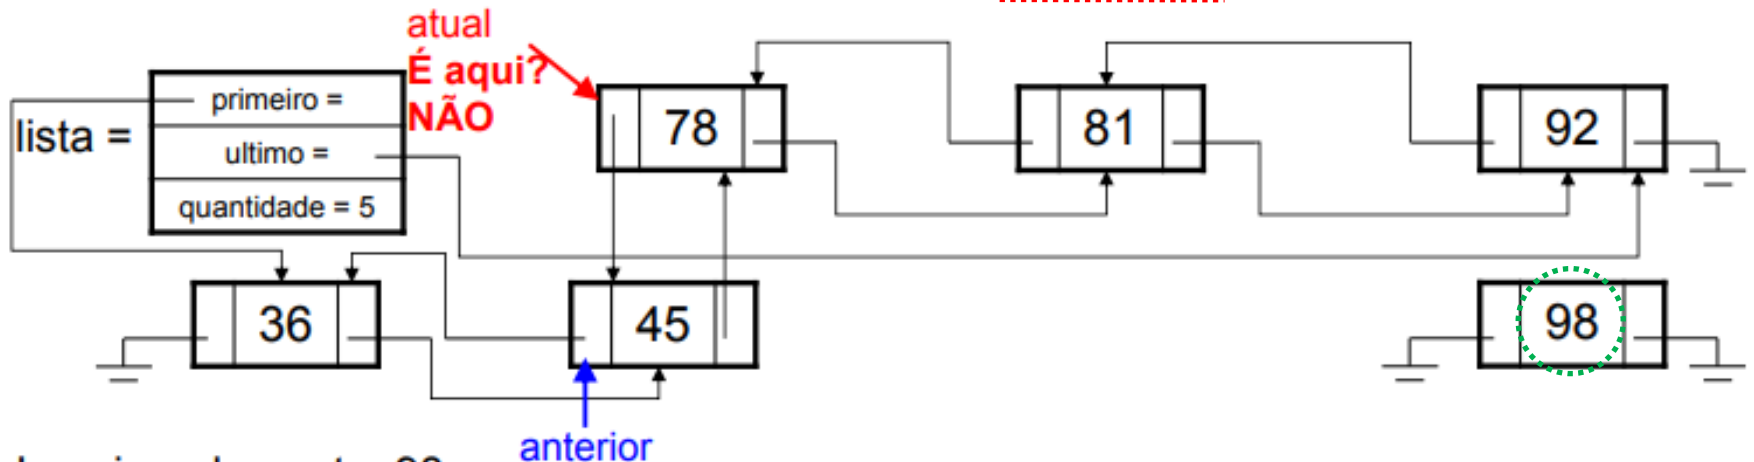 atual
É aqui?
NÃO
lista =
primeiro =
ultimo =
quantidade = 5
78
81
92
36
45
98
anterior